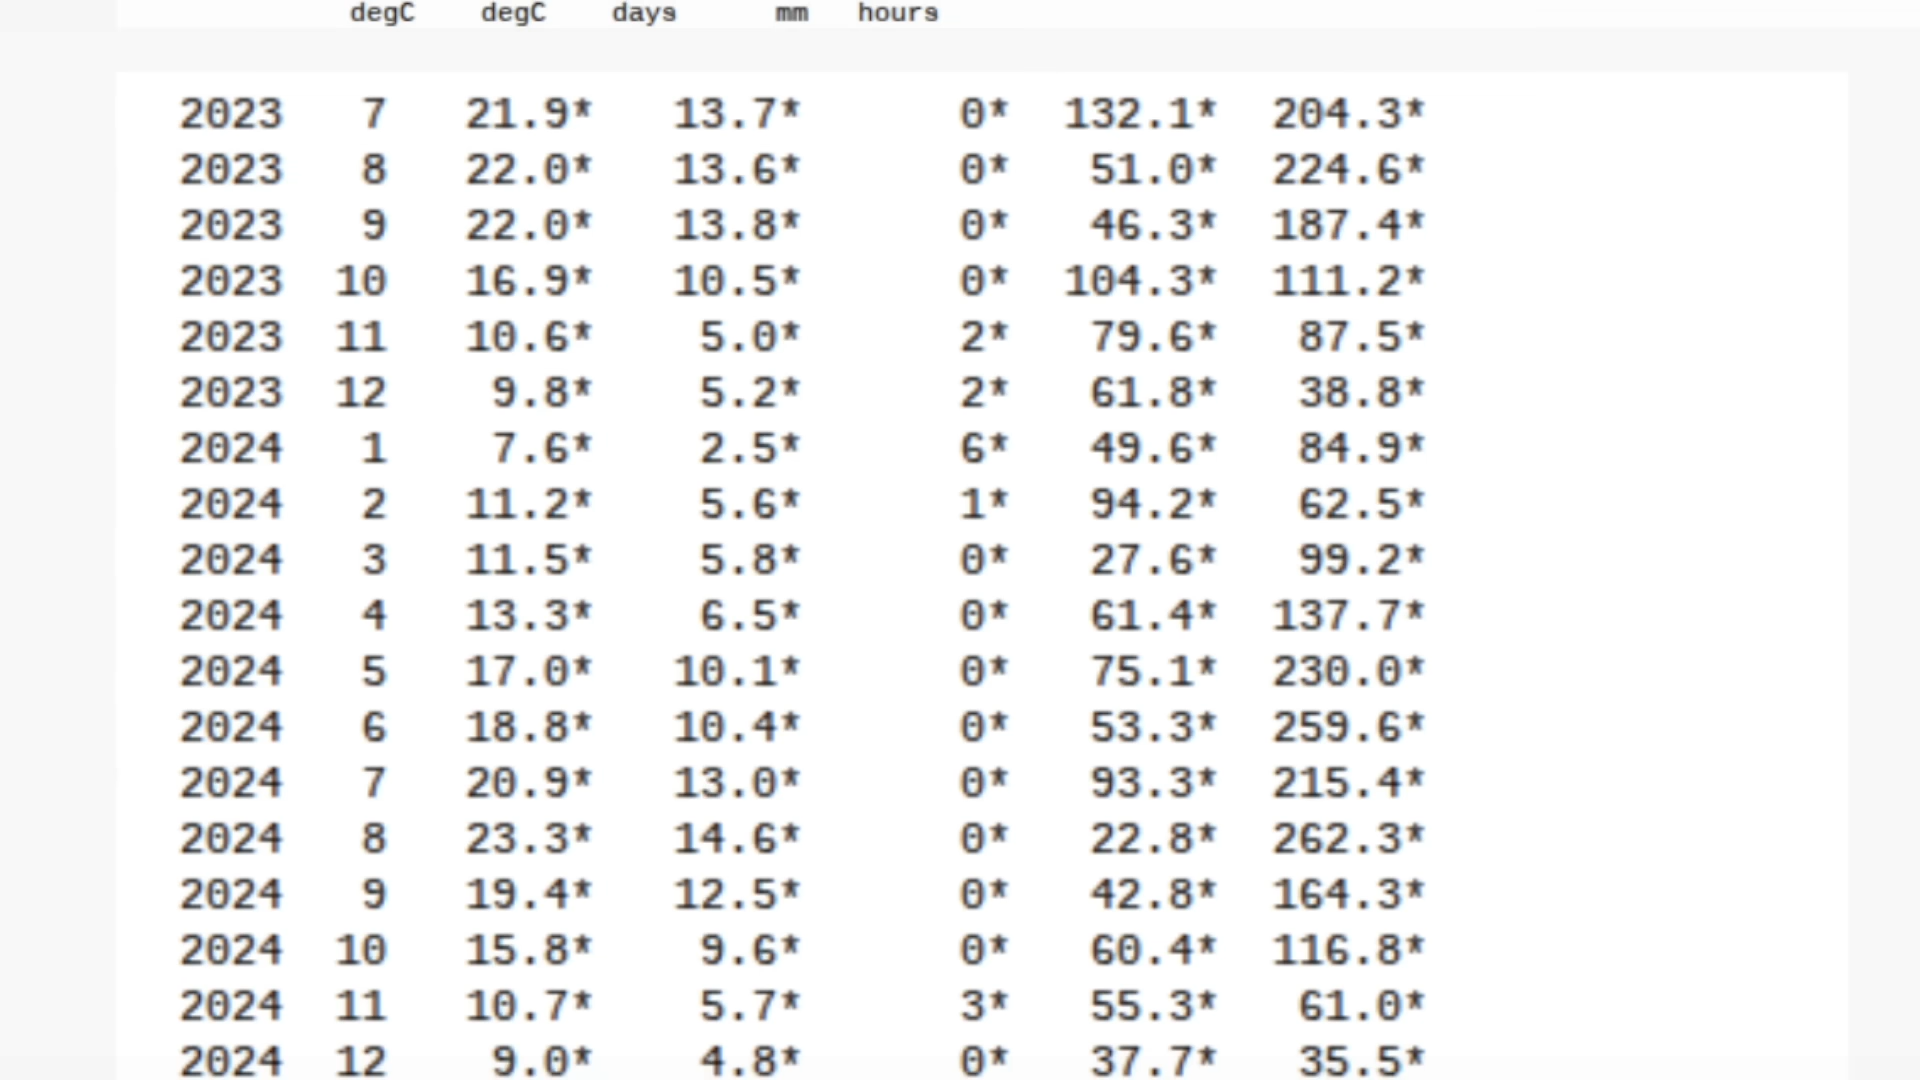 degC degC days mm hours
2023 7 21.9* 13.7* 0* 132.1* 204.3*
2023 8 22.0* 13.6* 0* 51.0* 224.6*
2023 9 22.0* 13.8* 0* 46.3* 187.4*
2023 10 16.9* 10.5* 0* 104.3* 111.2*
2023 11 10.6* 5.0* 2* 79.6* 87.5*
2023 12 9.8* 5.2* 2* 61.8* 38.8*
2024 1 7.6* 2.5* 6* 49.6* 84.9*
2024 2 11.2* 5.6* 1* 94.2* 62.5*
2024 3 11.5* 5.8* 0* 27.6* 99.2*
2024 4 13.3* 6.5* 0* 61.4* 137.7*
2024 5 17.0* 10.1* 0* 75.1* 230.0*
2024 6 18.8* 10.4* 0* 53.3* 259.6*
2024 7 20.9* 13.0* 0* 93.3* 215.4*
2024 8 23.3* 14.6* 0* 22.8* 262.3*
2024 9 19.4* 12.5* 0* 42.8* 164.3*
2024 10 15.8* 9.6* 0* 60.4* 116.8*
2024 11 10.7* 5.7* 3* 55.3* 61.0*
2024 12 9.0* 4.8* 0* 37.7* 35.5*